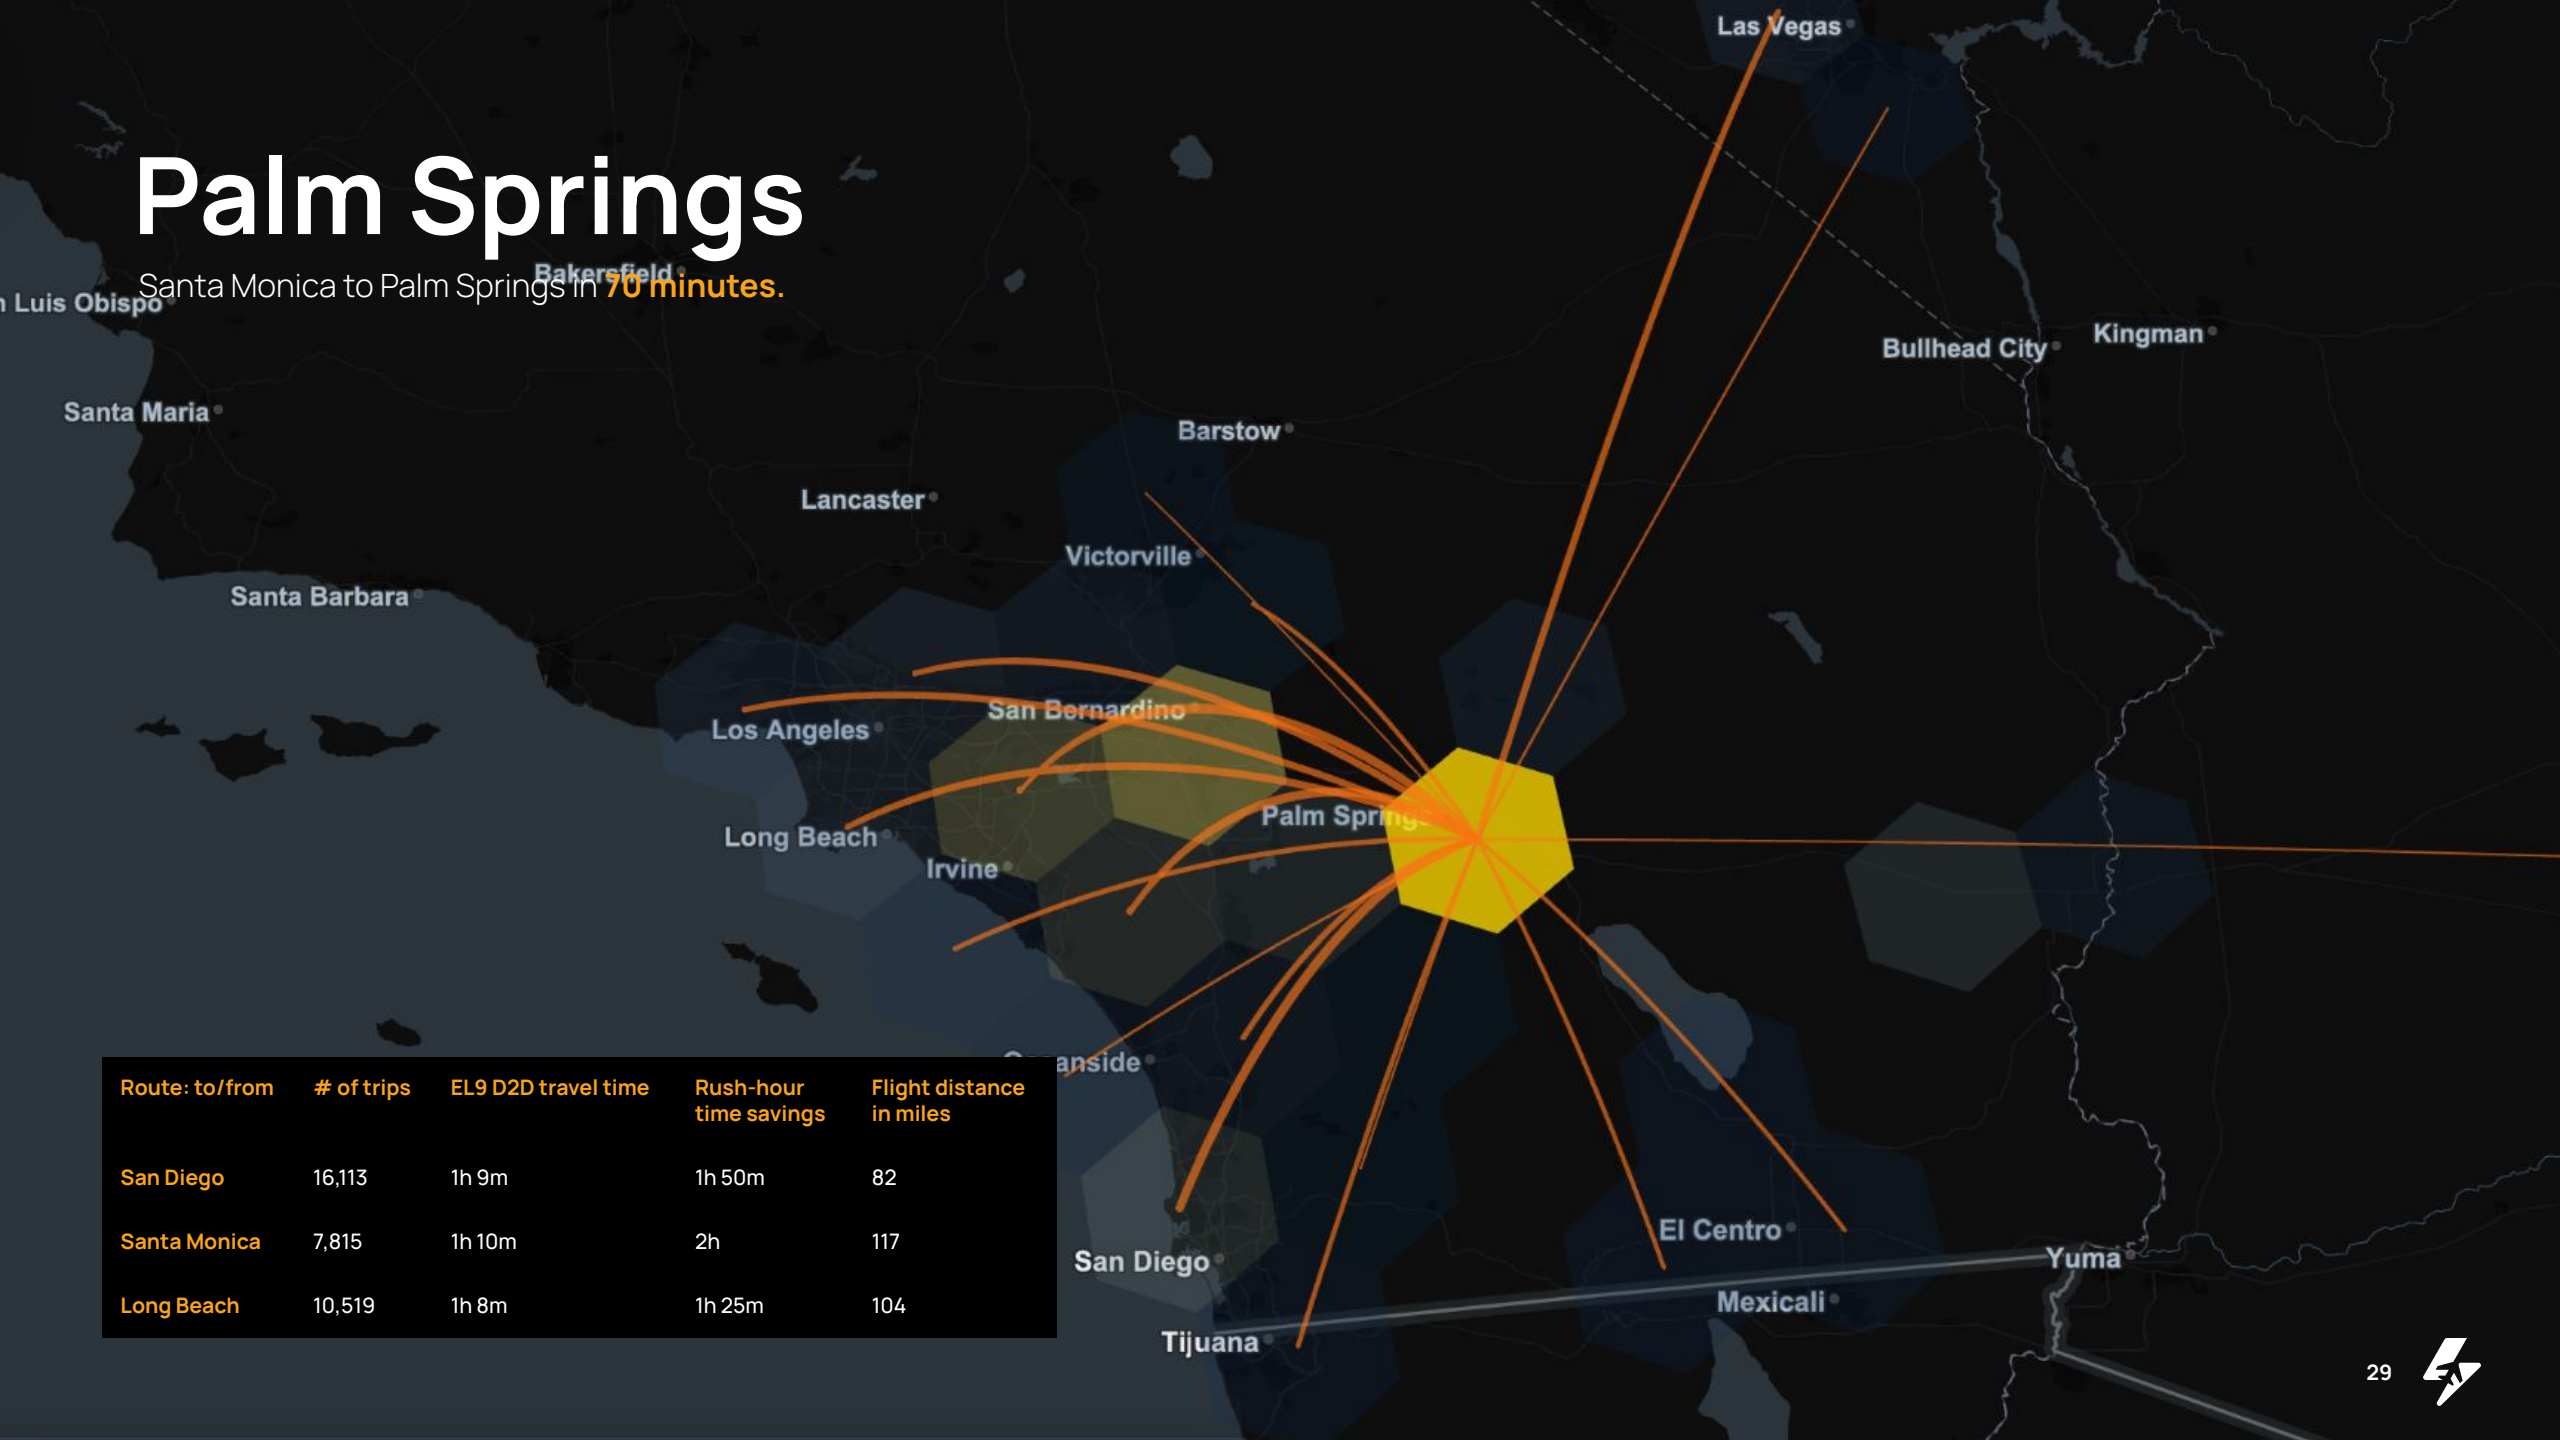 Palm Springs
Santa Monica to Palm Springs in 70 minutes.
Las Vegas
Bakersfield
Luis Obispo
Kingman
Bullhead City
Santa Maria
Barstow
Lancaster
Victorville
Santa Barbara
San Bernardino
Los Angeles
Palm Springs
Long Beach
Irvine
anside
San Diego
El Centro
Yuma
Mexicali
Tijuana
Route: to/from # of trips EL9 D2D travel time Rush-hour time savings Flight distance in miles
San Diego 16,113 1h 9m 1h 50m 82
Santa Monica 7,815 1h 10m 2h 117
Long Beach 10,519 1h 8m 1h 25m 104
29